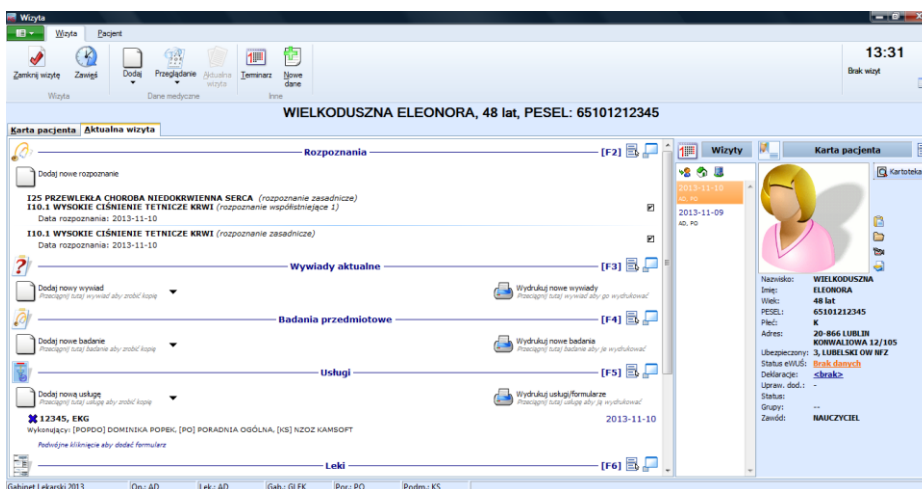 Wizyta
Wizyta Pacjent
Zamknij wizytę
Zawieś
Dodaj
Przeglądanie
Aktualna wizyta
Terminarz
Nowe dane
Wizyta
Dane medyczne
Inne
13:31
Brak wizyt
WIELKODUSZNA ELEONORA, 48 lat, PESEL: 65101212345
Karta pacjenta Aktualna wizyta
Rozpoznania [F2]
Dodaj nowe rozpoznanie
I25 PRZEWLEKŁA CHOROBA NIEDOKRWIENNA SERCA (rozpoznanie zasadnicze)
I10.1 WYSOKIE CIŚNIENIE TETNICZE KRWI (rozpoznanie współistniejące 1)
Data rozpoznania: 2013-11-10
I10.1 WYSOKIE CIŚNIENIE TETNICZE KRWI (rozpoznanie zasadnicze)
Data rozpoznania: 2013-11-10
Wywiady aktualne [F3]
Dodaj nowy wywiad
Przeciągnij tutaj wywiad aby zrobić kopię
Wydrukuj nowe wywiady
Przeciągnij tutaj wywiad aby go wydrukować
Badania przedmiotowe [F4]
Dodaj nowe badanie
Przeciągnij tutaj badanie aby zrobić kopię
Wydrukuj nowe badania
Przeciągnij tutaj badanie aby je wydrukować
Usługi [F5]
Dodaj nową usługę
Przeciągnij tutaj usługę aby zrobić kopię
Wydrukuj usługi/formularze
Przeciągnij tutaj usługę aby ją wydrukować
12345, EKG 2013-11-10
Wykonujący: [POPDO] DOMINIKA POPEK, [PO] PORADNIA OGÓLNA, [KS] NZOZ KAMSOFT
Podwójne kliknięcie aby dodać formularz
Leki [F6]
Wizyty
2013-11-10
AD, PO
2013-11-09
AD, PO
Karta pacjenta
Kartoteka
Nazwisko: WIELKODUSZNA
Imię: ELEONORA
Wiek: 48 lat
PESEL: 65101212345
Płeć: K
Adres: 20-866 LUBLIN
KONWALIOWA 12/105
Ubezpieczony: 3, LUBELSKI OW NFZ
Status eWUŚ: Brak danych
Deklaracje: <brak>
Upraw. dod.: -
Status:
Grupy: --
Zawód: NAUCZYCIEL
Gabinet Lekarski 2013 Op.: AD Lek.: AD Gab.: GLEK Por.: PO Podm.: KS